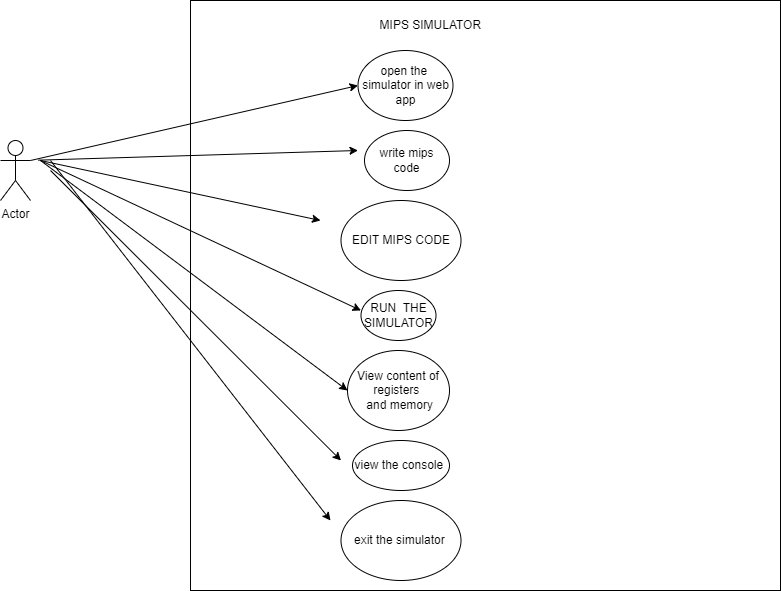 MIPS SIMULATOR
open the
simulator in web
app
write mips
code
Actor
EDIT MIPS CODE
RUN THE
SIMULATOR
View content of
registers
and memory
view the console
exit the simulator